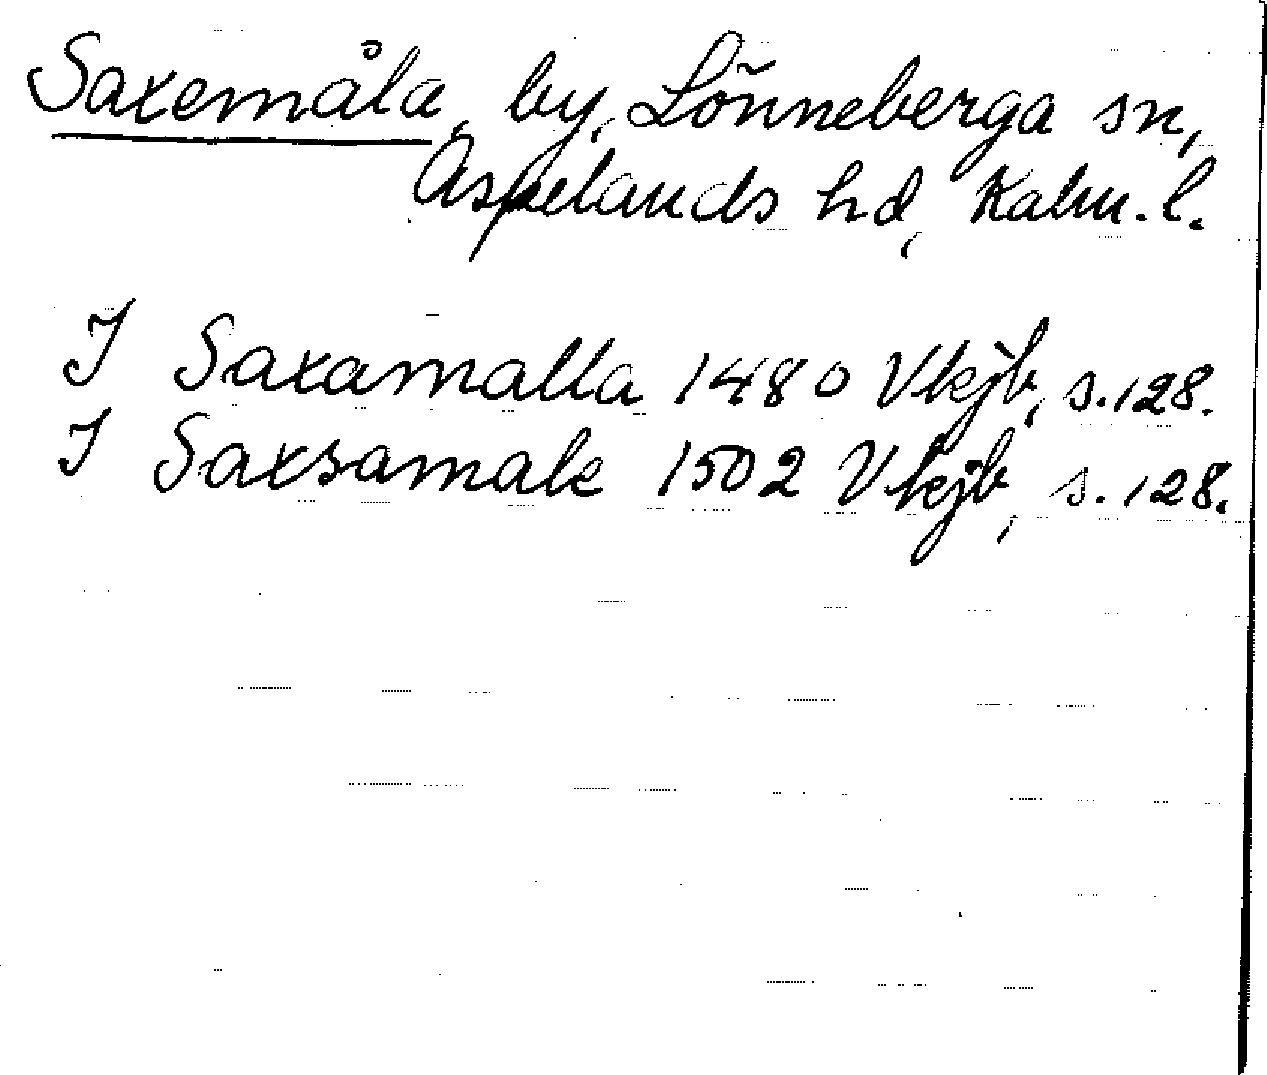 Saxemåla, by, Lönneberga sn,
Aspelands hd, Kalm. l.
I Saxamalla 1480 Vkjb, s. 128.
I Saxsamale 1502 Vkjb, s. 128.